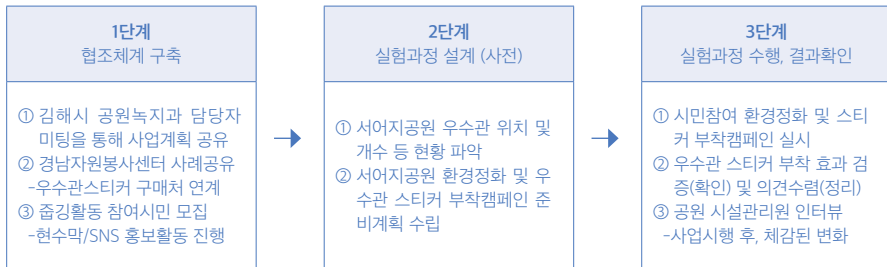 1단계
협조체계 구축
① 김해시 공원녹지과 담당자
미팅을 통해 사업계획 공유
② 경남자원봉사센터 사례공유
-우수관스티커 구매처 연계
③ 줍깅활동 참여시민 모집
-현수막/SNS 홍보활동 진행
2단계
실험과정 설계 (사전)
① 서어지공원 우수관 위치 및
개수 등 현황 파악
② 서어지공원 환경정화 및 우
수관 스티커 부착캠페인 준
비계획 수립
3단계
실험과정 수행, 결과확인
① 시민참여 환경정화 및 스티
커 부착캠페인 실시
② 우수관 스티커 부착 효과 검
증(확인) 및 의견수렴(정리)
③ 공원 시설관리원 인터뷰
-사업시행 후, 체감된 변화